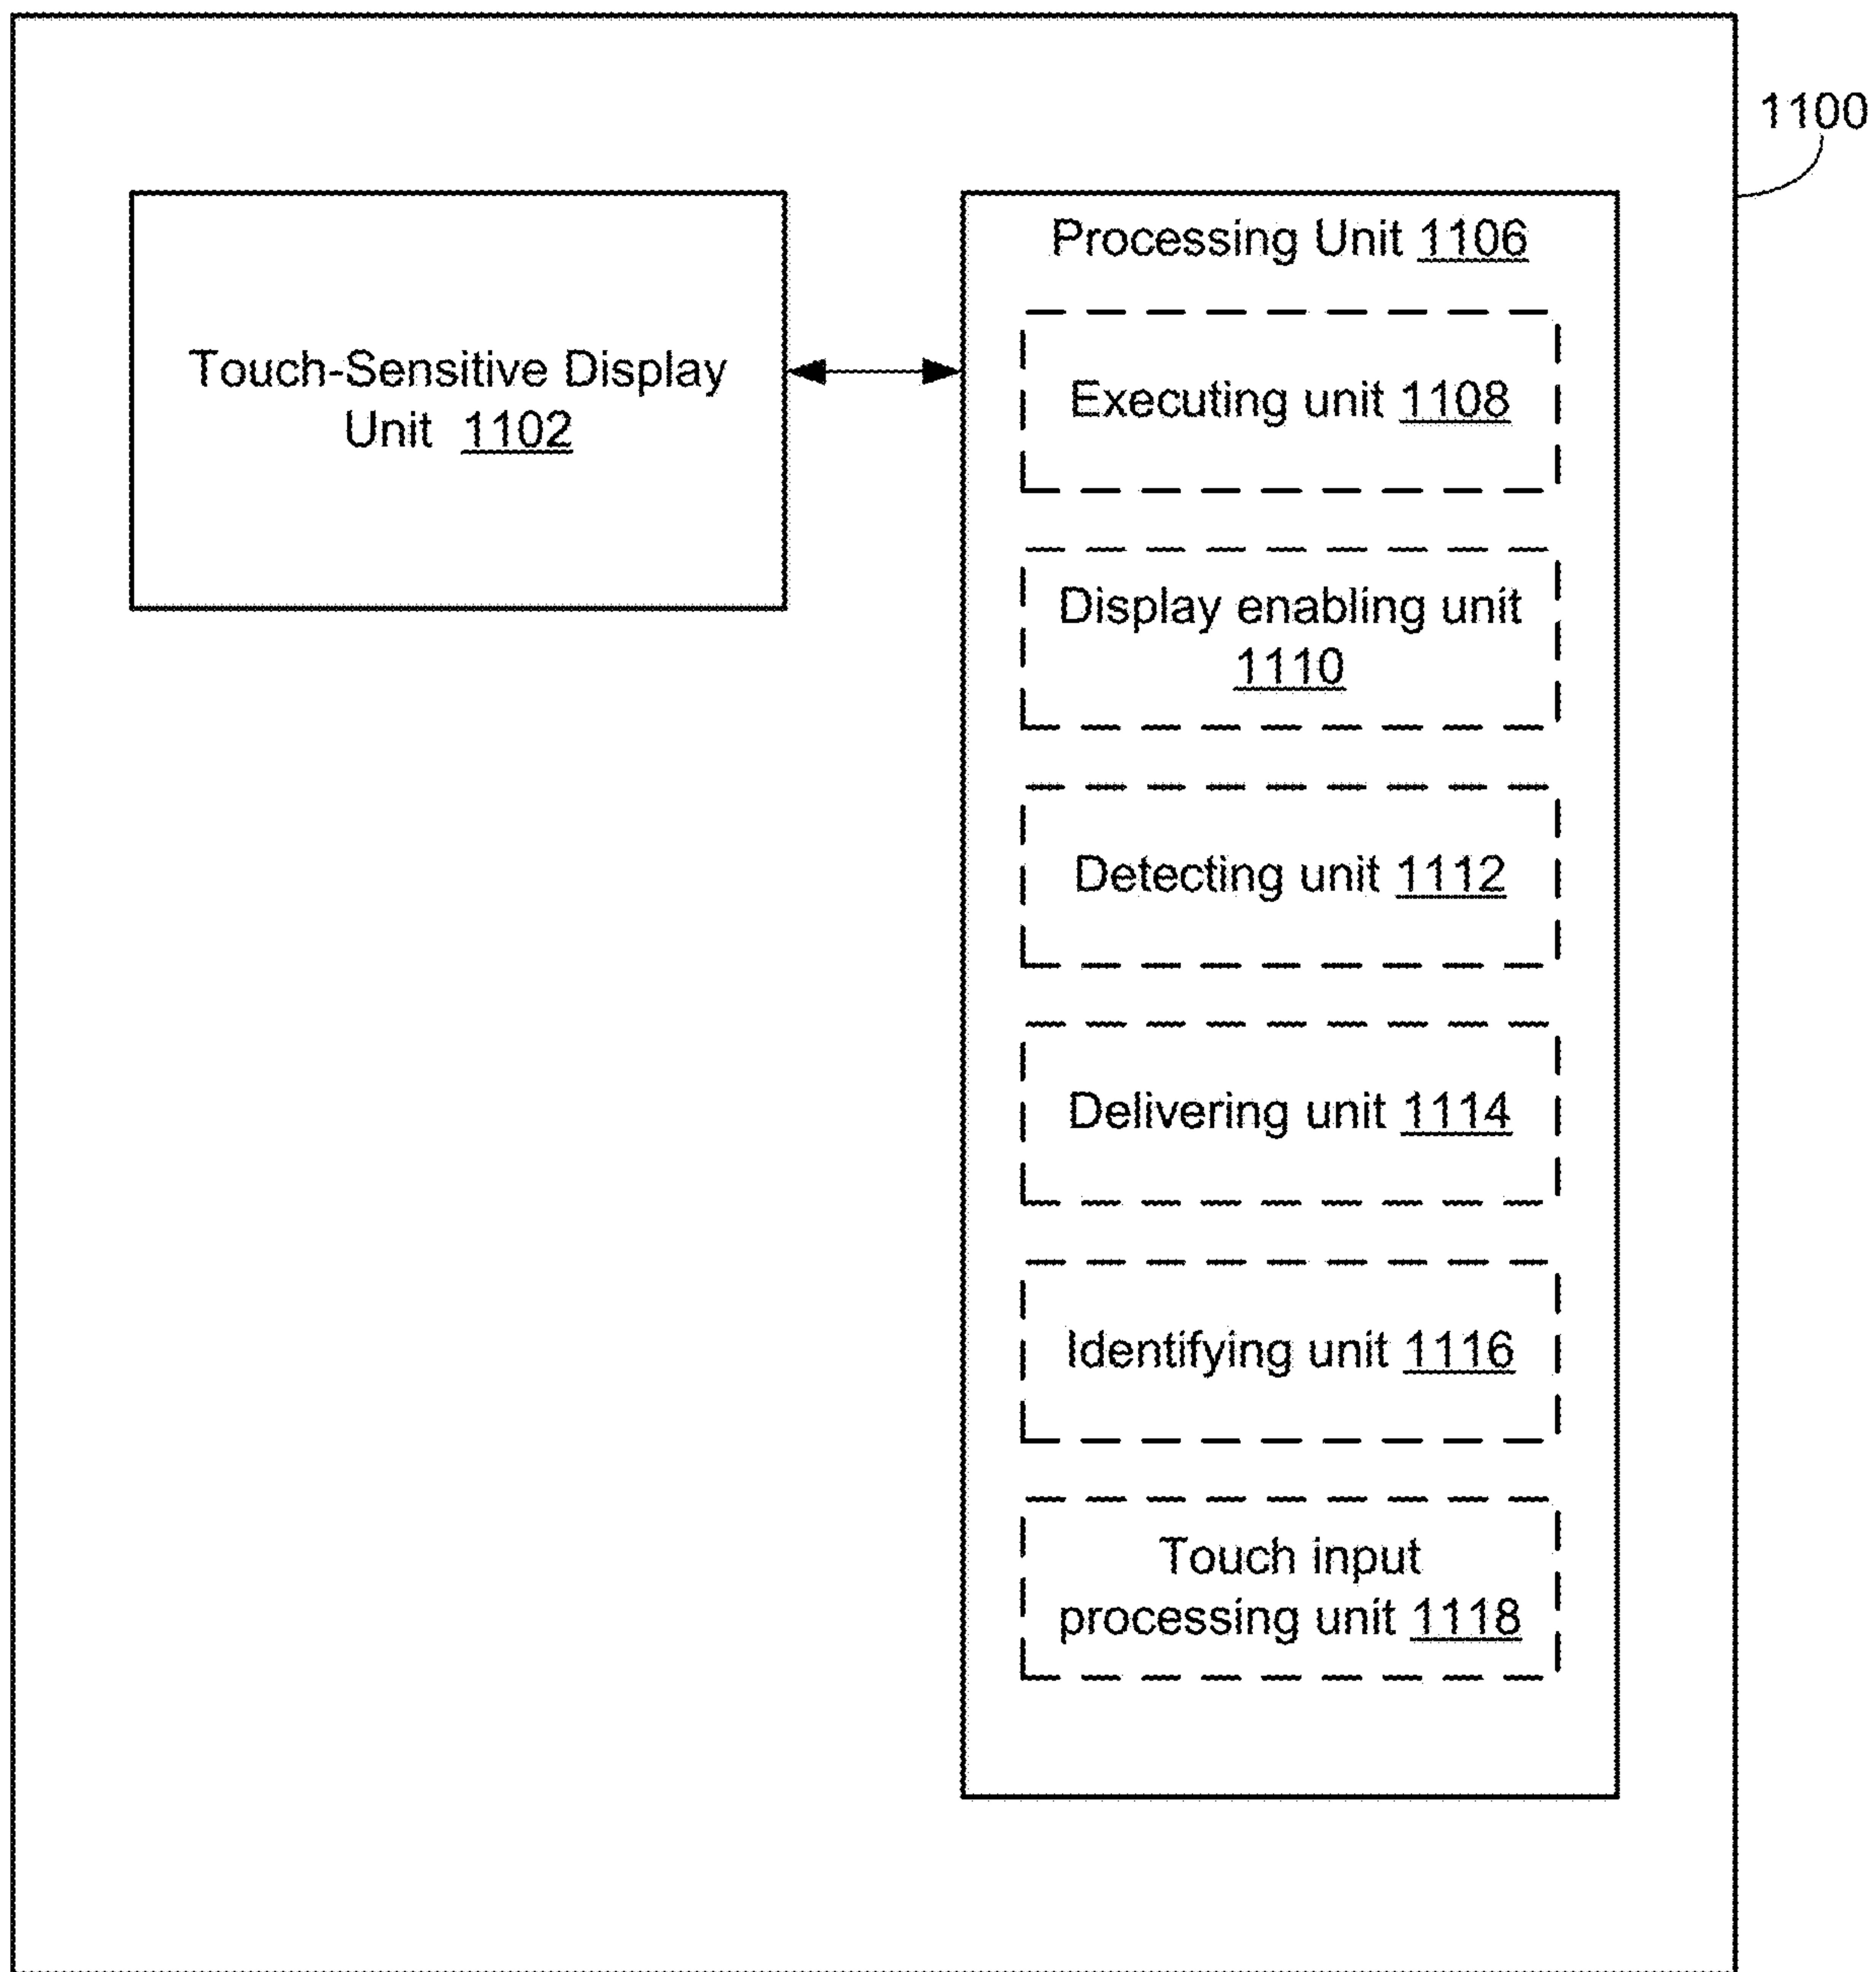 1100
Touch-Sensitive Display
Unit 1102
Processing Unit 1106
Executing unit 1108
Display enabling unit
1110
Detecting unit 1112
Delivering unit 1114
Identifying unit 1116
Touch input
processing unit 1118